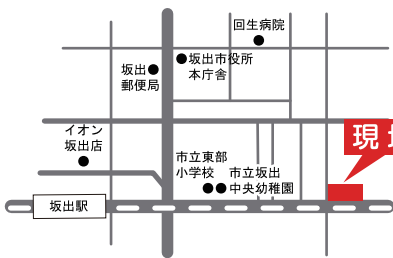 回生病院
坂出市役所
本庁舎
坂出
郵便局
イオン
坂出店
現
市立東部
小学校
市立坂出
中央幼稚園
坂出駅